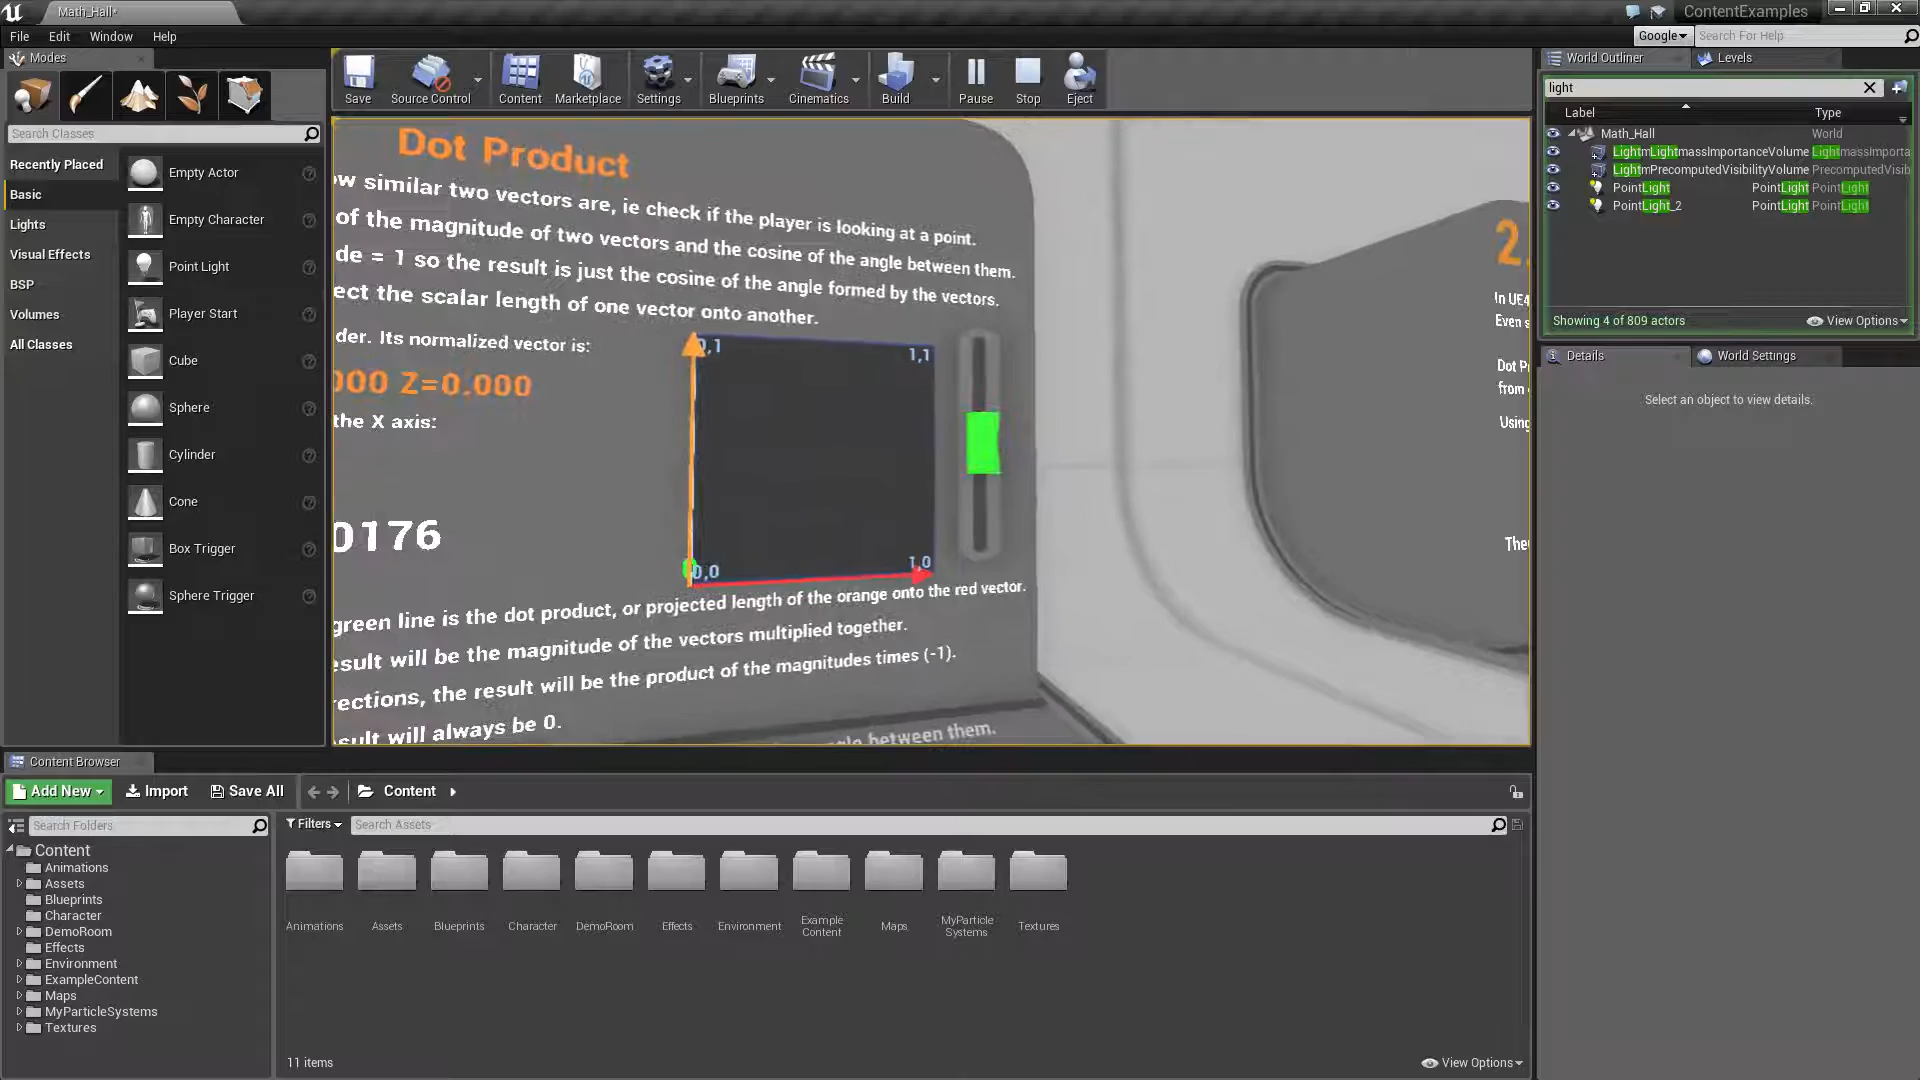 Math_Hall*
ContentExamples
File Edit Window Help
Google
Search For Help
Modes
Search Classes
Recently Placed
Basic
Lights
Visual Effects
BSP
Volumes
All Classes
Empty Actor
Empty Character
Point Light
Player Start
Cube
Sphere
Cylinder
Cone
Box Trigger
Sphere Trigger
Save Source Control Content Marketplace Settings Blueprints Cinematics Build Pause Stop Eject
Dot Product
ow similar two vectors are, ie check if the player is looking at a point.
of the magnitude of two vectors and the cosine of the angle between them.
de = 1 so the result is just the cosine of the angle formed by the vectors.
ect the scalar length of one vector onto another.
der. Its normalized vector is:
000 Z=0.000
the X axis:
0176
0,1
1,1
0,0
1,0
green line is the dot product, or projected length of the orange onto the red vector.
esult will be the magnitude of the vectors multiplied together.
rections, the result will be the product of the magnitudes times (-1).
sult will always be 0.
between them.
2.
In UE4
Even s
Dot Pr
from
Using
The
World Outliner Levels
light
Label Type
Math_Hall World
LightmLightmassImportanceVolume Lightmassimporta
LightmPrecomputedVisibilityVolume PrecomputedVisib
PointLight PointLight PointLight
PointLight_2 PointLight PointLight
Showing 4 of 809 actors
View Options
Details World Settings
Select an object to view details.
Content Browser
Add New Import Save All Content
Search Folders
Filters
Search Assets
Content
Animations
Assets
Blueprints
Character
DemoRoom
Effects
Environment
ExampleContent
Maps
MyParticleSystems
Textures
Animations Assets Blueprints Character DemoRoom Effects Environment Example Content Maps MyParticle Systems Textures
11 items
View Options